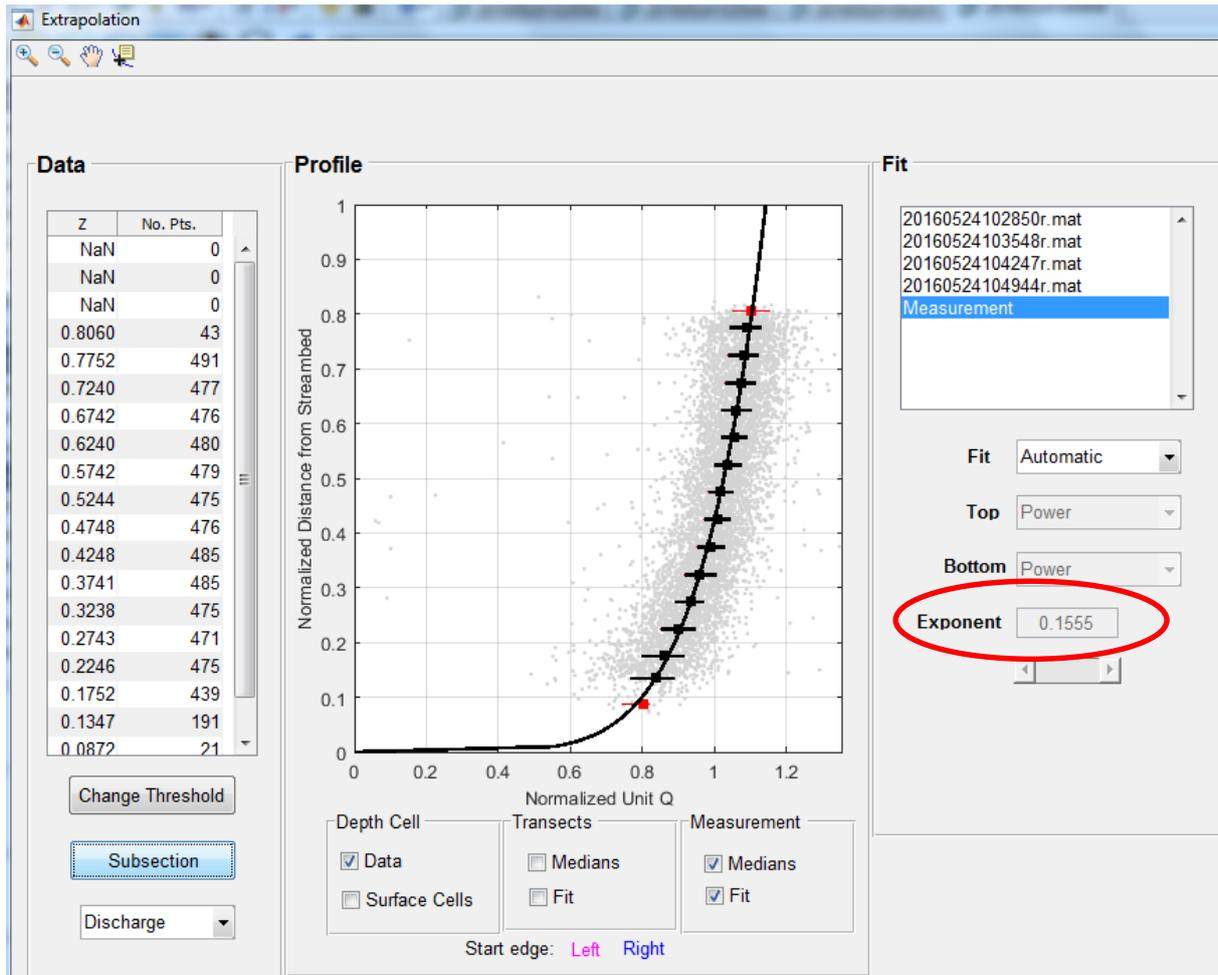 Extrapolation
Data
Z No. Pts.
NaN 0
NaN 0
NaN 0
0.8060 43
0.7752 491
0.7240 477
0.6742 476
0.6240 480
0.5742 479
0.5244 475
0.4748 476
0.4248 485
0.3741 485
0.3238 475
0.2743 471
0.2246 475
0.1752 439
0.1347 191
0.0872 21
Change Threshold
Subsection
Discharge
Profile
Normalized Distance from Streambed
1
0.9
0.8
0.7
0.6
0.5
0.4
0.3
0.2
0.1
0
0 0.2 0.4 0.6 0.8 1 1.2
Normalized Unit Q
Depth Cell
Data
Surface Cells
Transects
Medians
Fit
Measurement
Medians
Fit
Start edge: Left Right
Fit
20160524102850r.mat
20160524103548r.mat
20160524104247r.mat
20160524104944r.mat
Measurement
Fit Automatic
Top Power
Bottom Power
Exponent 0.1555